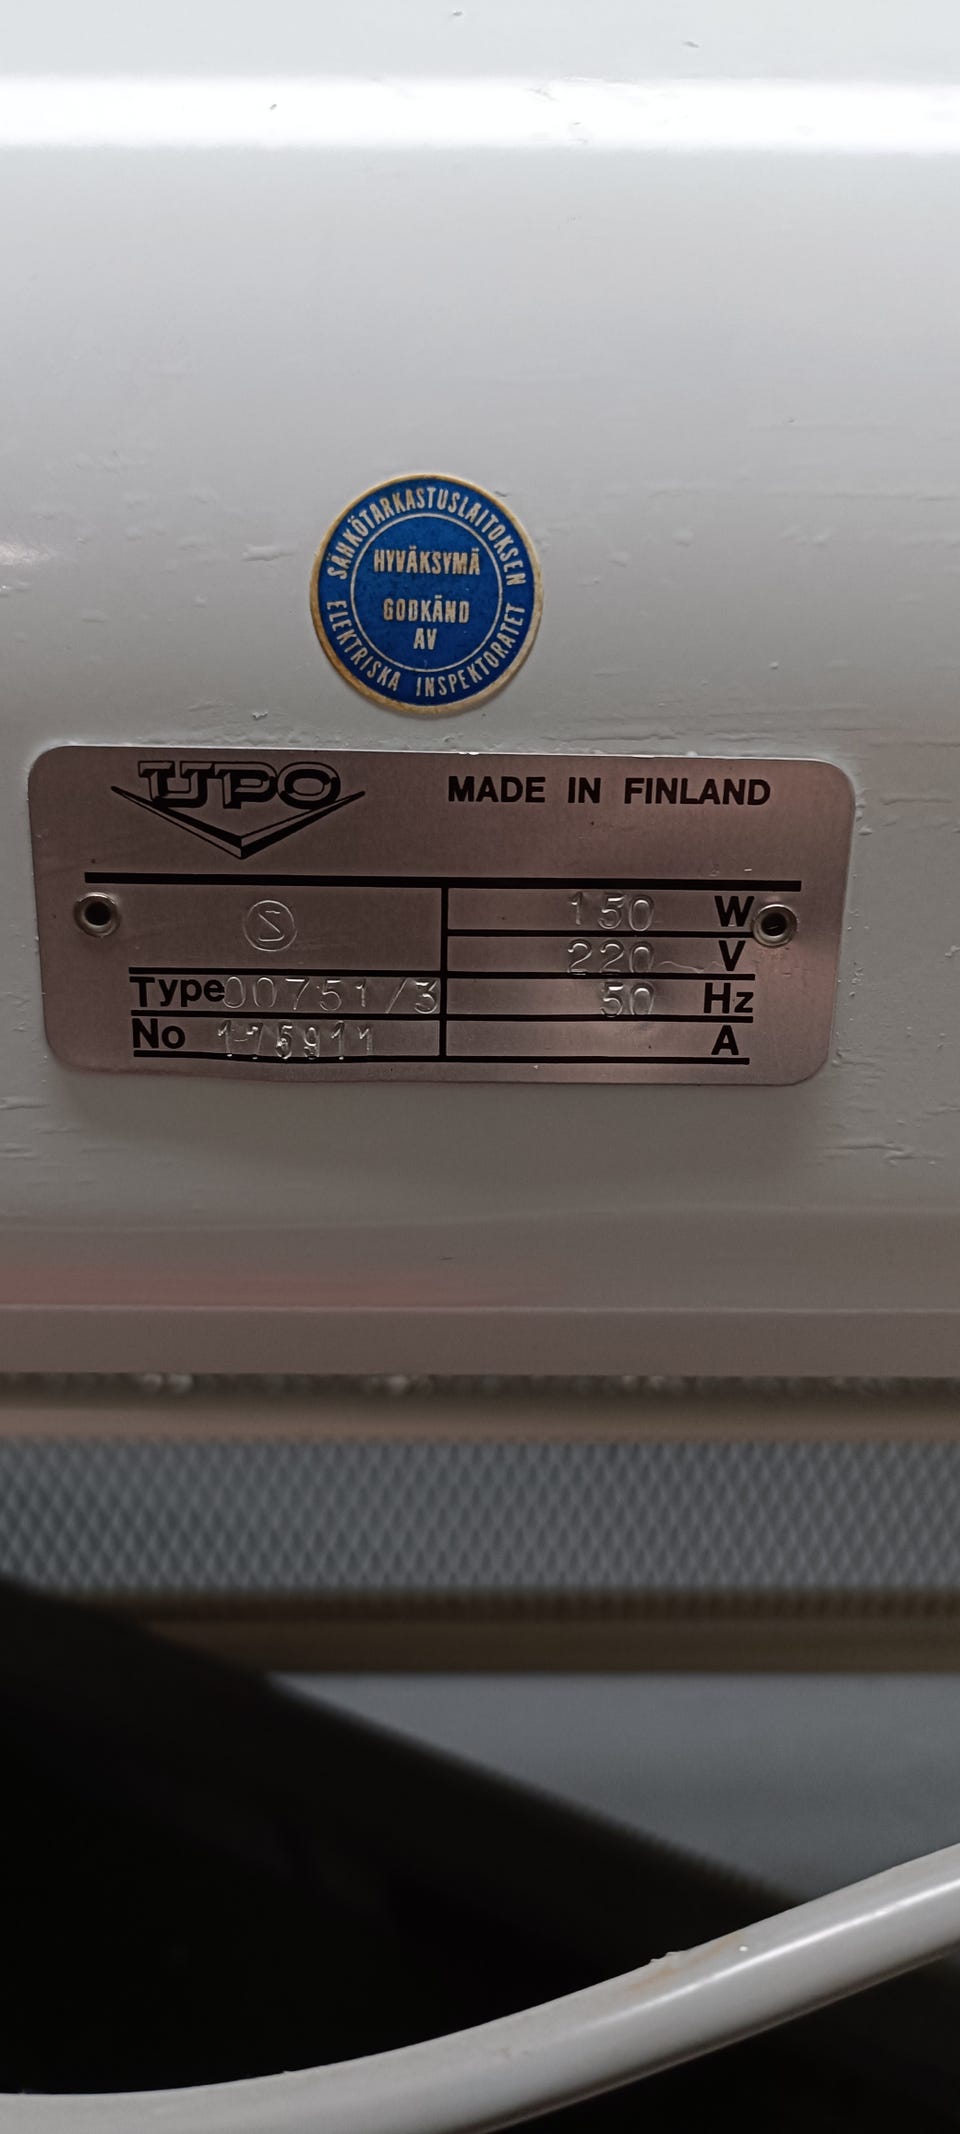 SÄHKÖTARKASTUSLAITOKSEN
HYVÄKSYMÄ
GODKÄND
AV
ELEKTRISKA INSPEKTORATET
UPO MADE IN FINLAND
S
150 W
220 V
Type 00751/3
50 Hz
No 175911
A